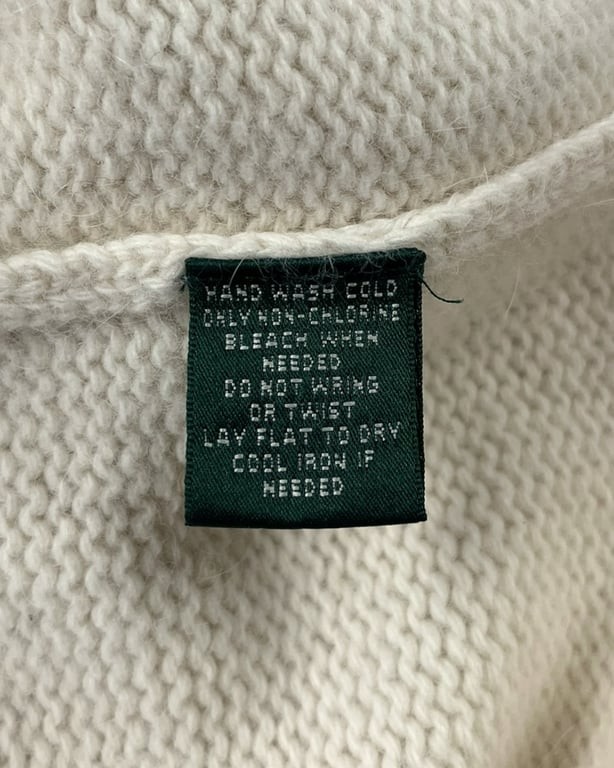 HAND WASH COLD
ONLY NON-CHLORINE
BLEACH WHEN
NEEDED
DO NOT WRING
OR TWIST
LAY FLAT TO DRY
COOL IRON IF
NEEDED